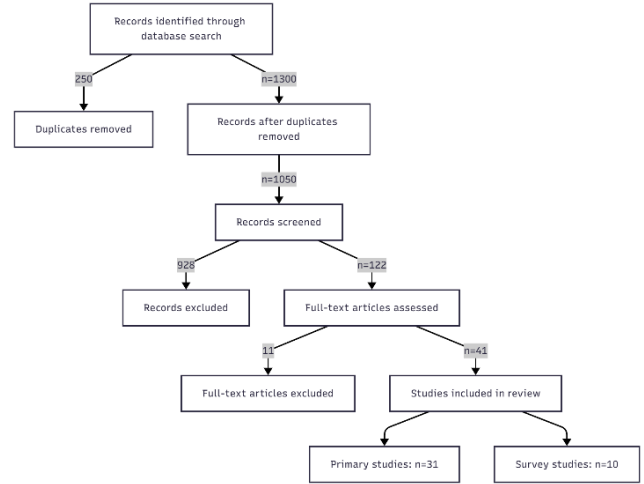 Records identified through
database search
250
n=1300
Duplicates removed
Records after duplicates
removed
n=1050
Records screened
928
n=122
Records excluded
Full-text articles assessed
11
n=41
Full-text articles excluded
Studies included in review
Primary studies: n=31
Survey studies: n=10